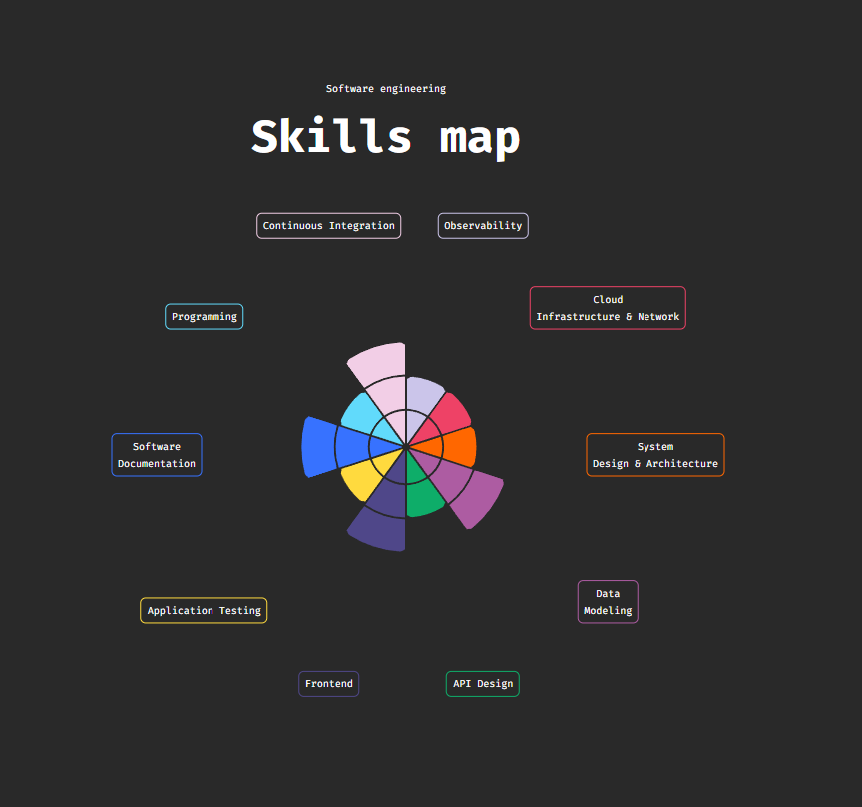 Software engineering
Skills map
Continuous Integration
Observability
Cloud
Infrastructure & Network
Programming
Software
Documentation
System
Design & Architecture
Data
Modeling
Application Testing
Frontend
API Design